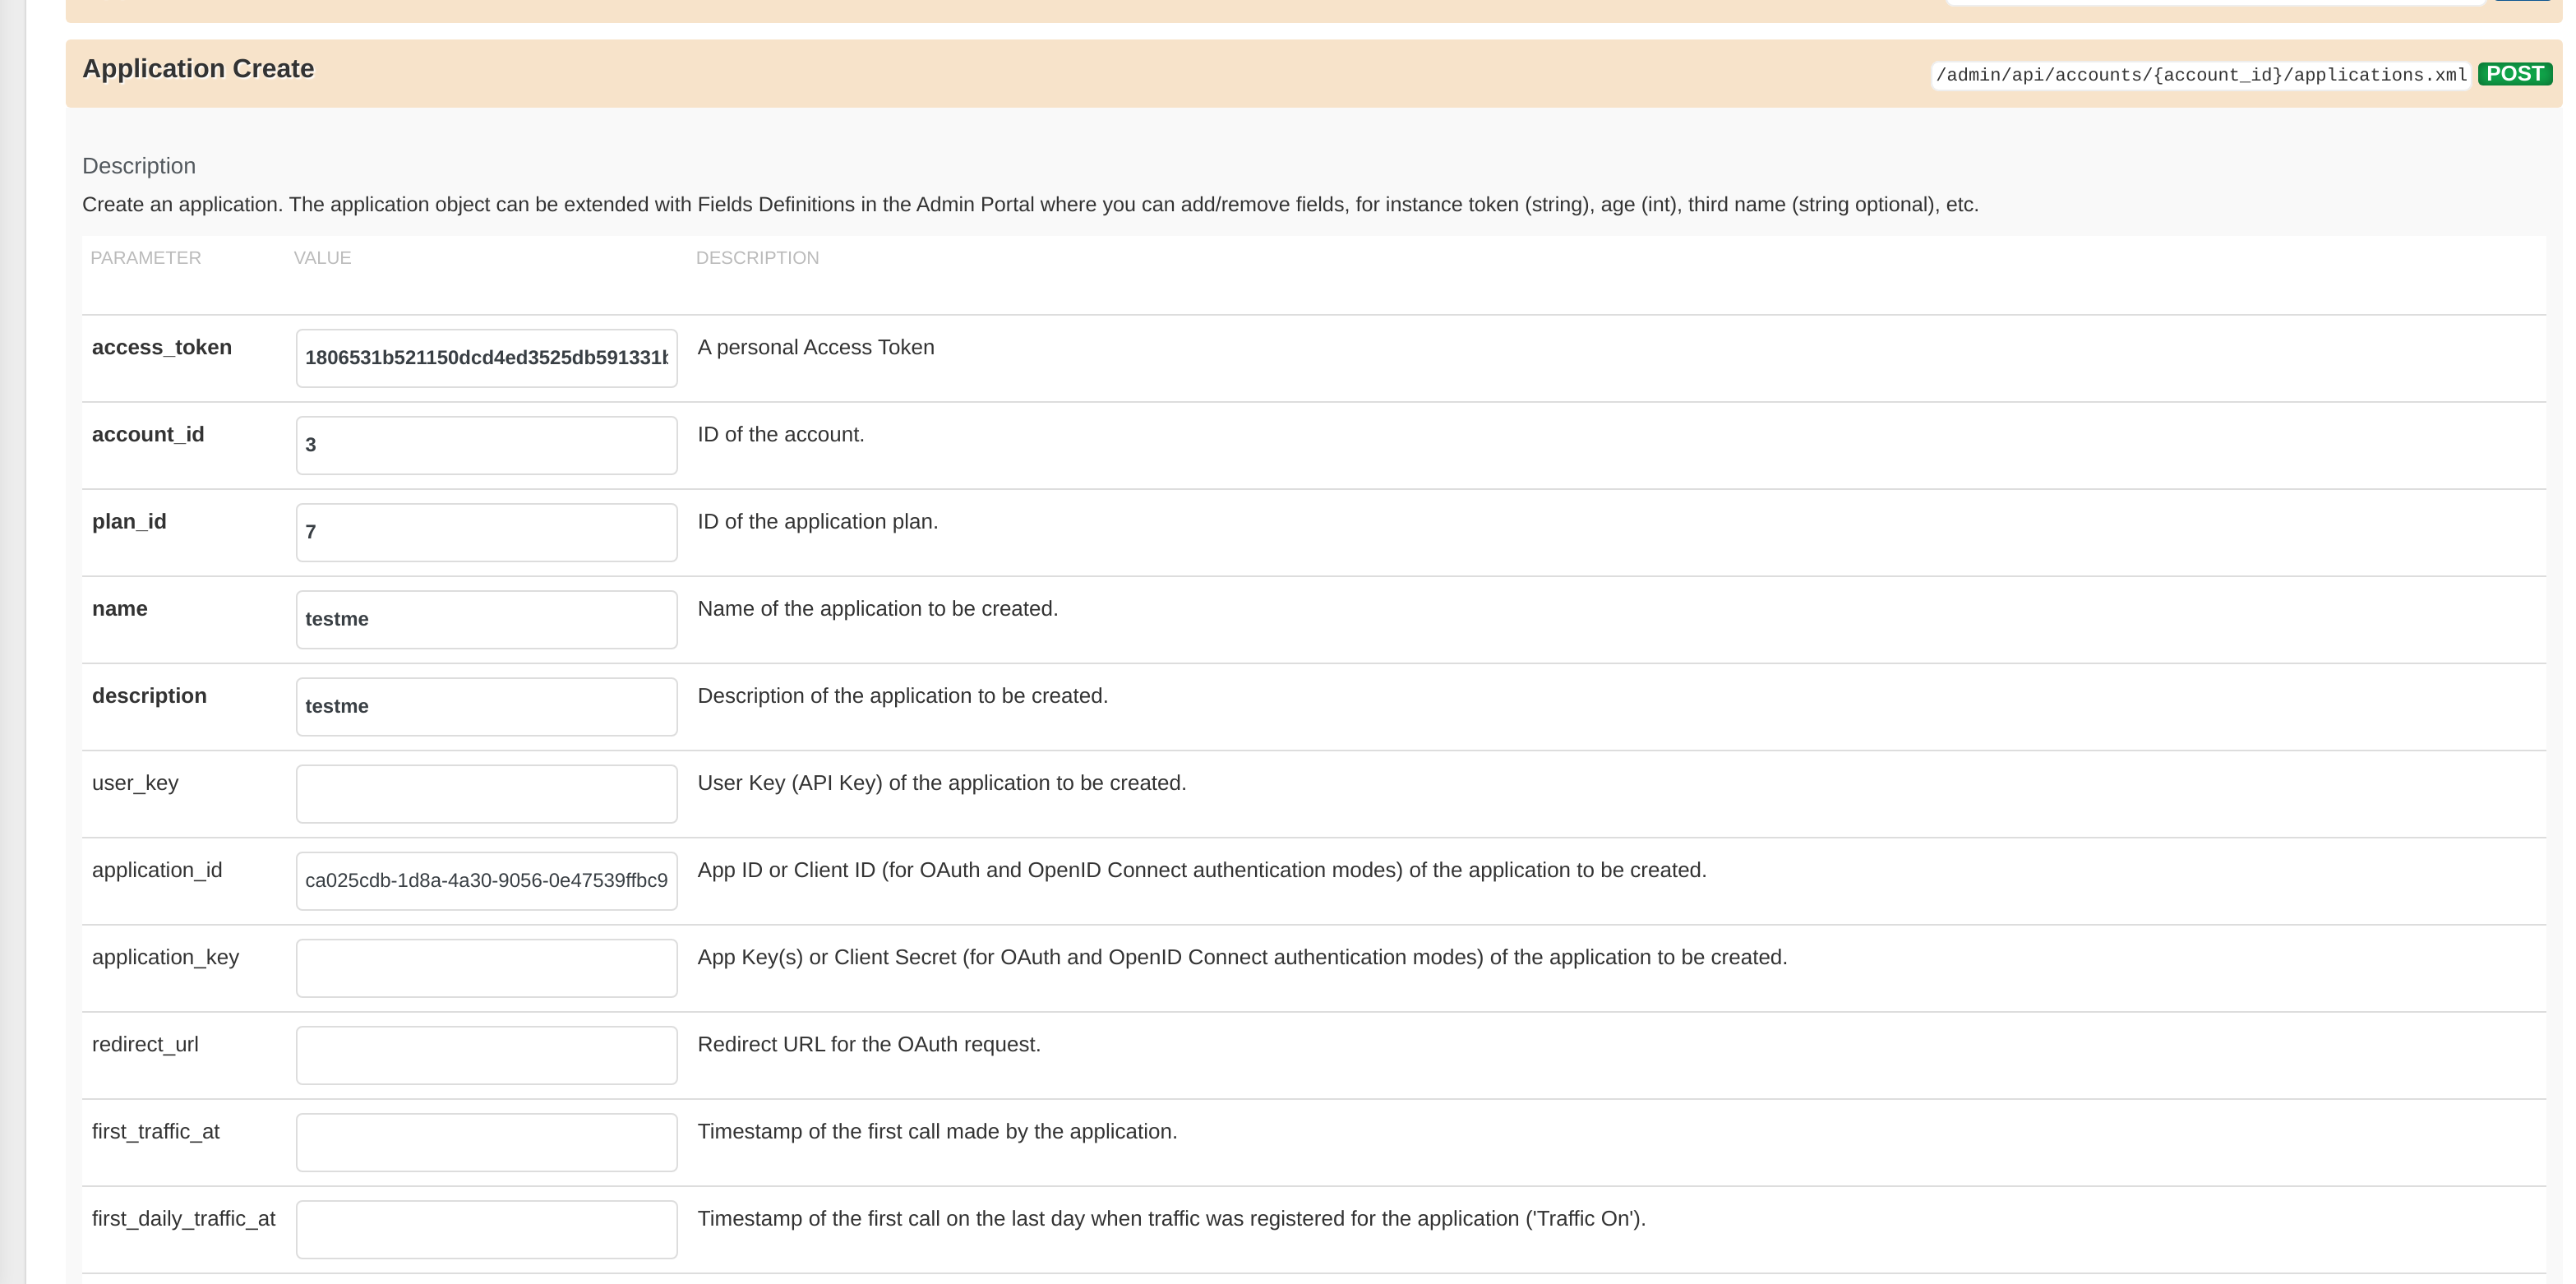 Application Create
/admin/api/accounts/{account_id}/applications.xml POST
Description
Create an application. The application object can be extended with Fields Definitions in the Admin Portal where you can add/remove fields, for instance token (string), age (int), third name (string optional), etc.
PARAMETER VALUE DESCRIPTION
access_token 1806531b521150dcd4ed3525db591331b A personal Access Token
account_id 3 ID of the account.
plan_id 7 ID of the application plan.
name testme Name of the application to be created.
description testme Description of the application to be created.
user_key User Key (API Key) of the application to be created.
application_id ca025cdb-1d8a-4a30-9056-0e47539ffbc9 App ID or Client ID (for OAuth and OpenID Connect authentication modes) of the application to be created.
application_key App Key(s) or Client Secret (for OAuth and OpenID Connect authentication modes) of the application to be created.
redirect_url Redirect URL for the OAuth request.
first_traffic_at Timestamp of the first call made by the application.
first_daily_traffic_at Timestamp of the first call on the last day when traffic was registered for the application ('Traffic On').